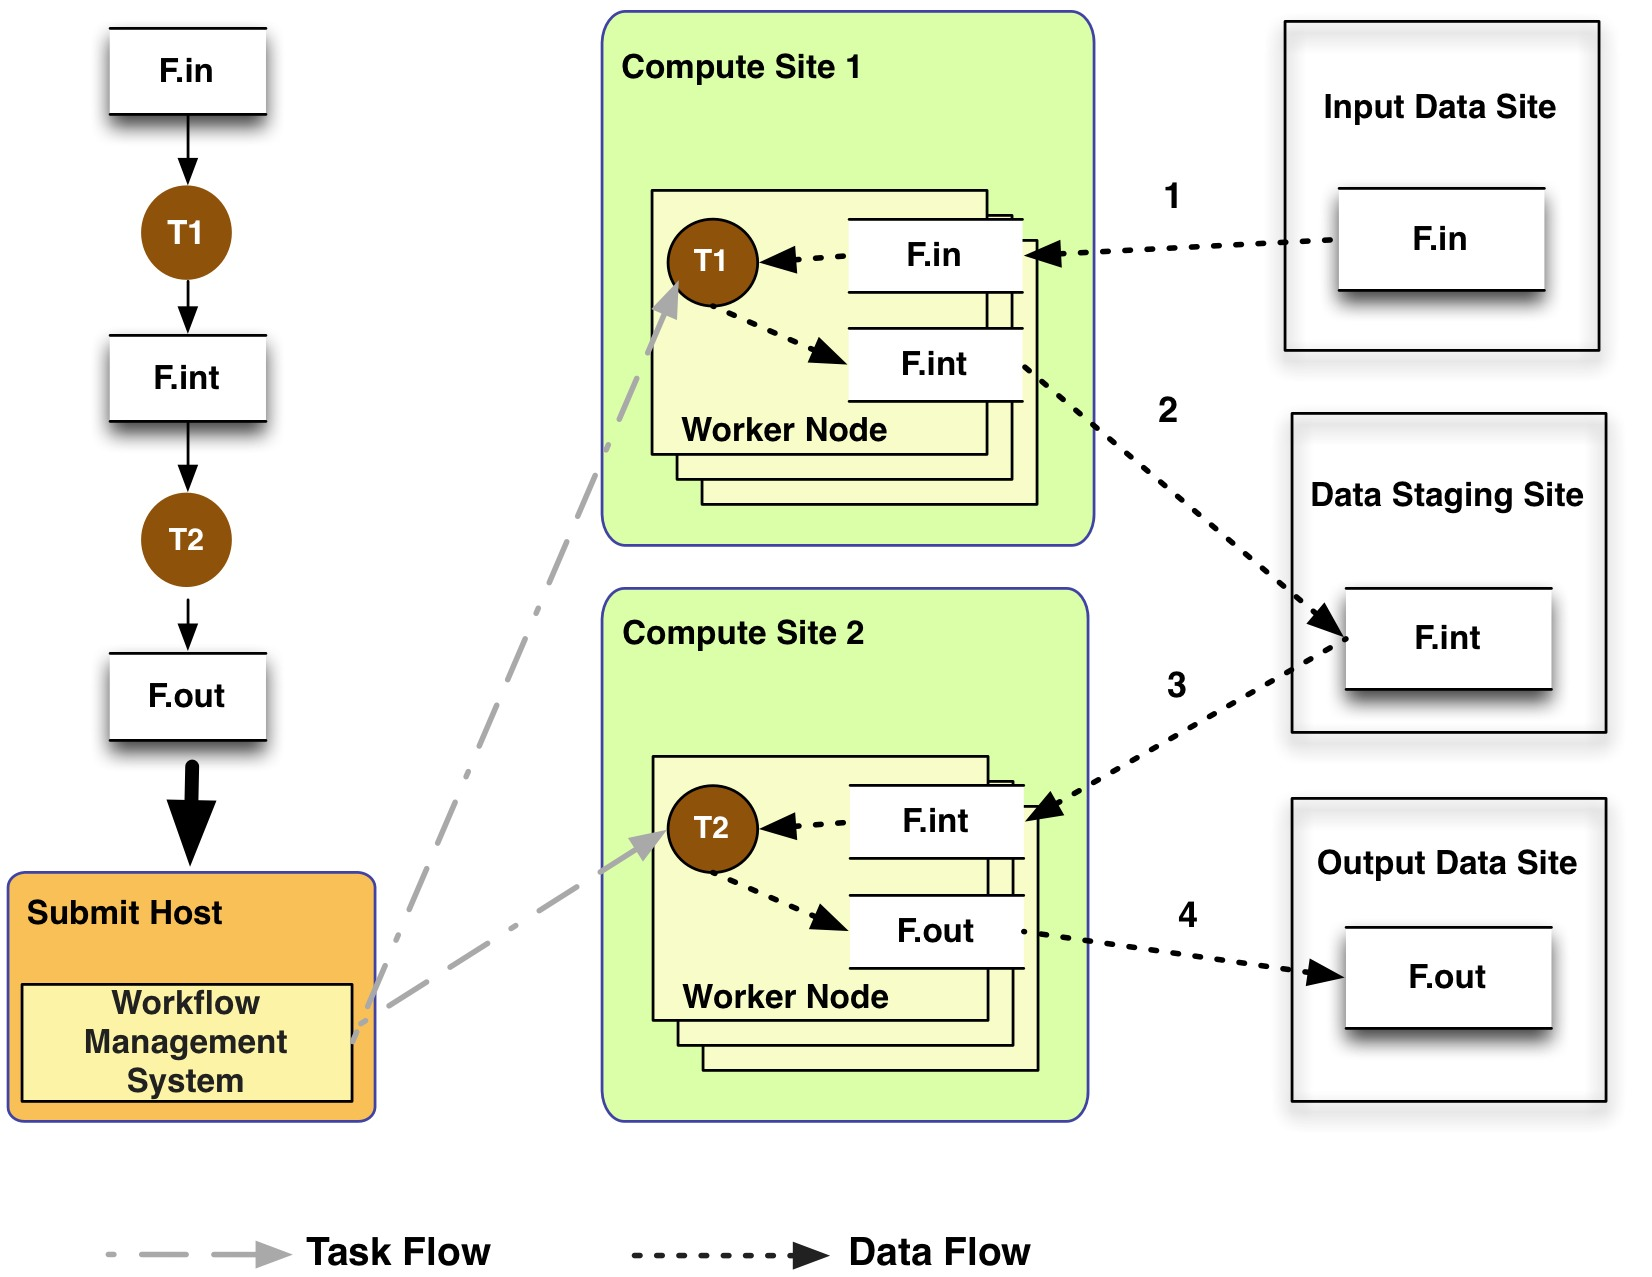 F.in
T1
F.int
T2
F.out
Submit Host
Workflow
Management
System
Compute Site 1
T1
F.in
F.int
Worker Node
Compute Site 2
T2
F.int
F.out
Worker Node
1
2
3
4
Input Data Site
F.in
Data Staging Site
F.int
Output Data Site
F.out
Task Flow
Data Flow